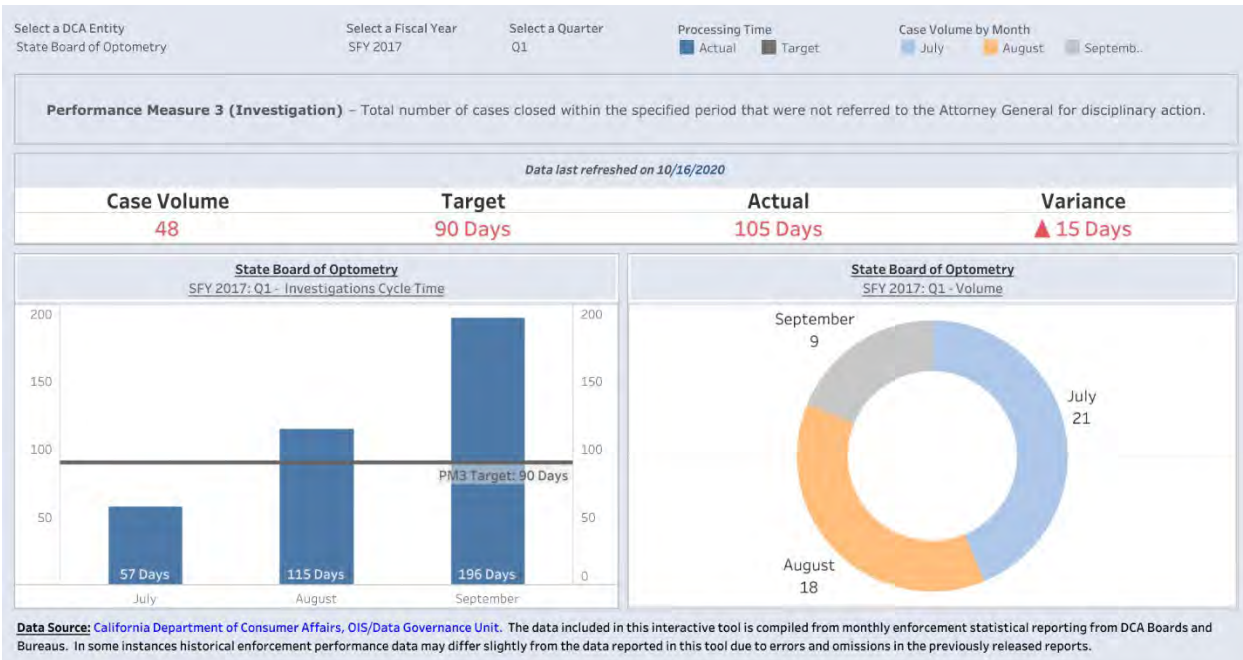 Select a DCA Entity
State Board of Optometry
Select a Fiscal Year
SFY 2017
Select a Quarter
Q1
Processing Time
Actual Target
Case Volume by Month
July August Septemb..
Performance Measure 3 (Investigation) – Total number of cases closed within the specified period that were not referred to the Attorney General for disciplinary action.
Data last refreshed on 10/16/2020
Case Volume Target Actual Variance
48 90 Days 105 Days ▲ 15 Days
State Board of Optometry
SFY 2017: Q1 - Investigations Cycle Time
200 200
150 150
100 100
PM3 Target: 90 Days
50 50
57 Days 115 Days 196 Days 0
July August September
State Board of Optometry
SFY 2017: Q1 - Volume
September
9
July
21
August
18
Data Source: California Department of Consumer Affairs, OIS/Data Governance Unit. The data included in this interactive tool is compiled from monthly enforcement statistical reporting from DCA Boards and
Bureaus. In some instances historical enforcement performance data may differ slightly from the data reported in this tool due to errors and omissions in the previously released reports.